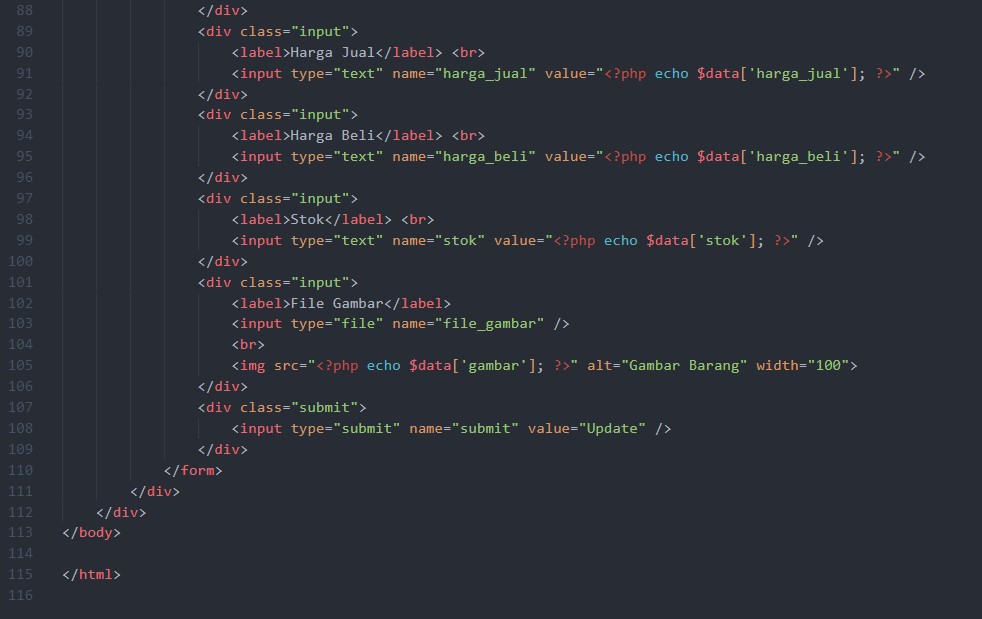 88 </div>
89 <div class="input">
90 <label>Harga Jual</label> <br>
91 <input type="text" name="harga_jual" value="<?php echo $data['harga_jual']; ?>" />
92 </div>
93 <div class="input">
94 <label>Harga Beli</label> <br>
95 <input type="text" name="harga_beli" value="<?php echo $data['harga_beli']; ?>" />
96 </div>
97 <div class="input">
98 <label>Stok</label> <br>
99 <input type="text" name="stok" value="<?php echo $data['stok']; ?>" />
100 </div>
101 <div class="input">
102 <label>File Gambar</label>
103 <input type="file" name="file_gambar" />
104 <br>
105 <img src="<?php echo $data['gambar']; ?>" alt="Gambar Barang" width="100">
106 </div>
107 <div class="submit">
108 <input type="submit" name="submit" value="Update" />
109 </div>
110 </form>
111 </div>
112 </div>
113 </body>
114
115 </html>
116